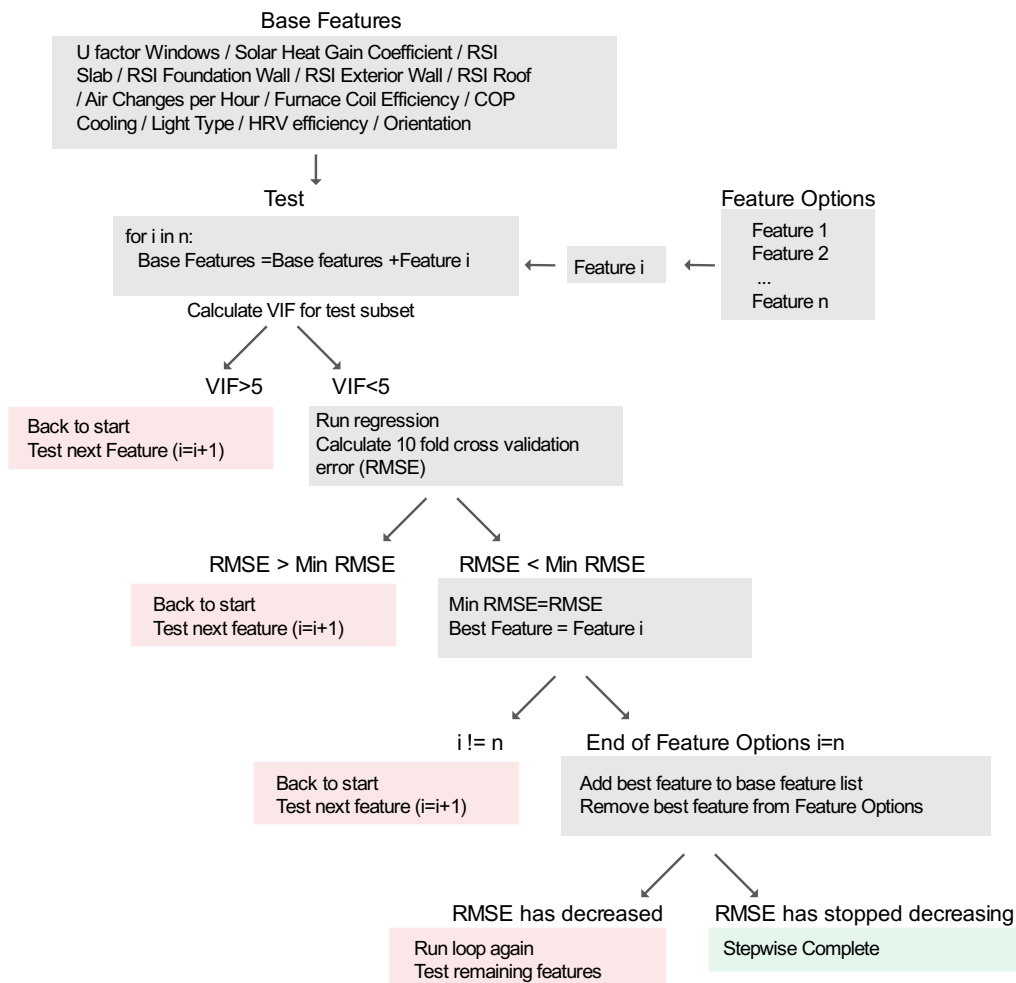 Base Features
U factor Windows / Solar Heat Gain Coefficient / RSI
Slab / RSI Foundation Wall / RSI Exterior Wall / RSI Roof
/ Air Changes per Hour / Furnace Coil Efficiency / COP
Cooling / Light Type / HRV efficiency / Orientation
Test
for i in n:
Base Features =Base features +Feature i
Feature i
Feature Options
Feature 1
Feature 2
...
Feature n
Calculate VIF for test subset
VIF>5
Back to start
Test next Feature (i=i+1)
VIF<5
Run regression
Calculate 10 fold cross validation
error (RMSE)
RMSE > Min RMSE
Back to start
Test next feature (i=i+1)
RMSE < Min RMSE
Min RMSE=RMSE
Best Feature = Feature i
i != n
Back to start
Test next feature (i=i+1)
End of Feature Options i=n
Add best feature to base feature list
Remove best feature from Feature Options
RMSE has decreased
Run loop again
Test remaining features
RMSE has stopped decreasing
Stepwise Complete